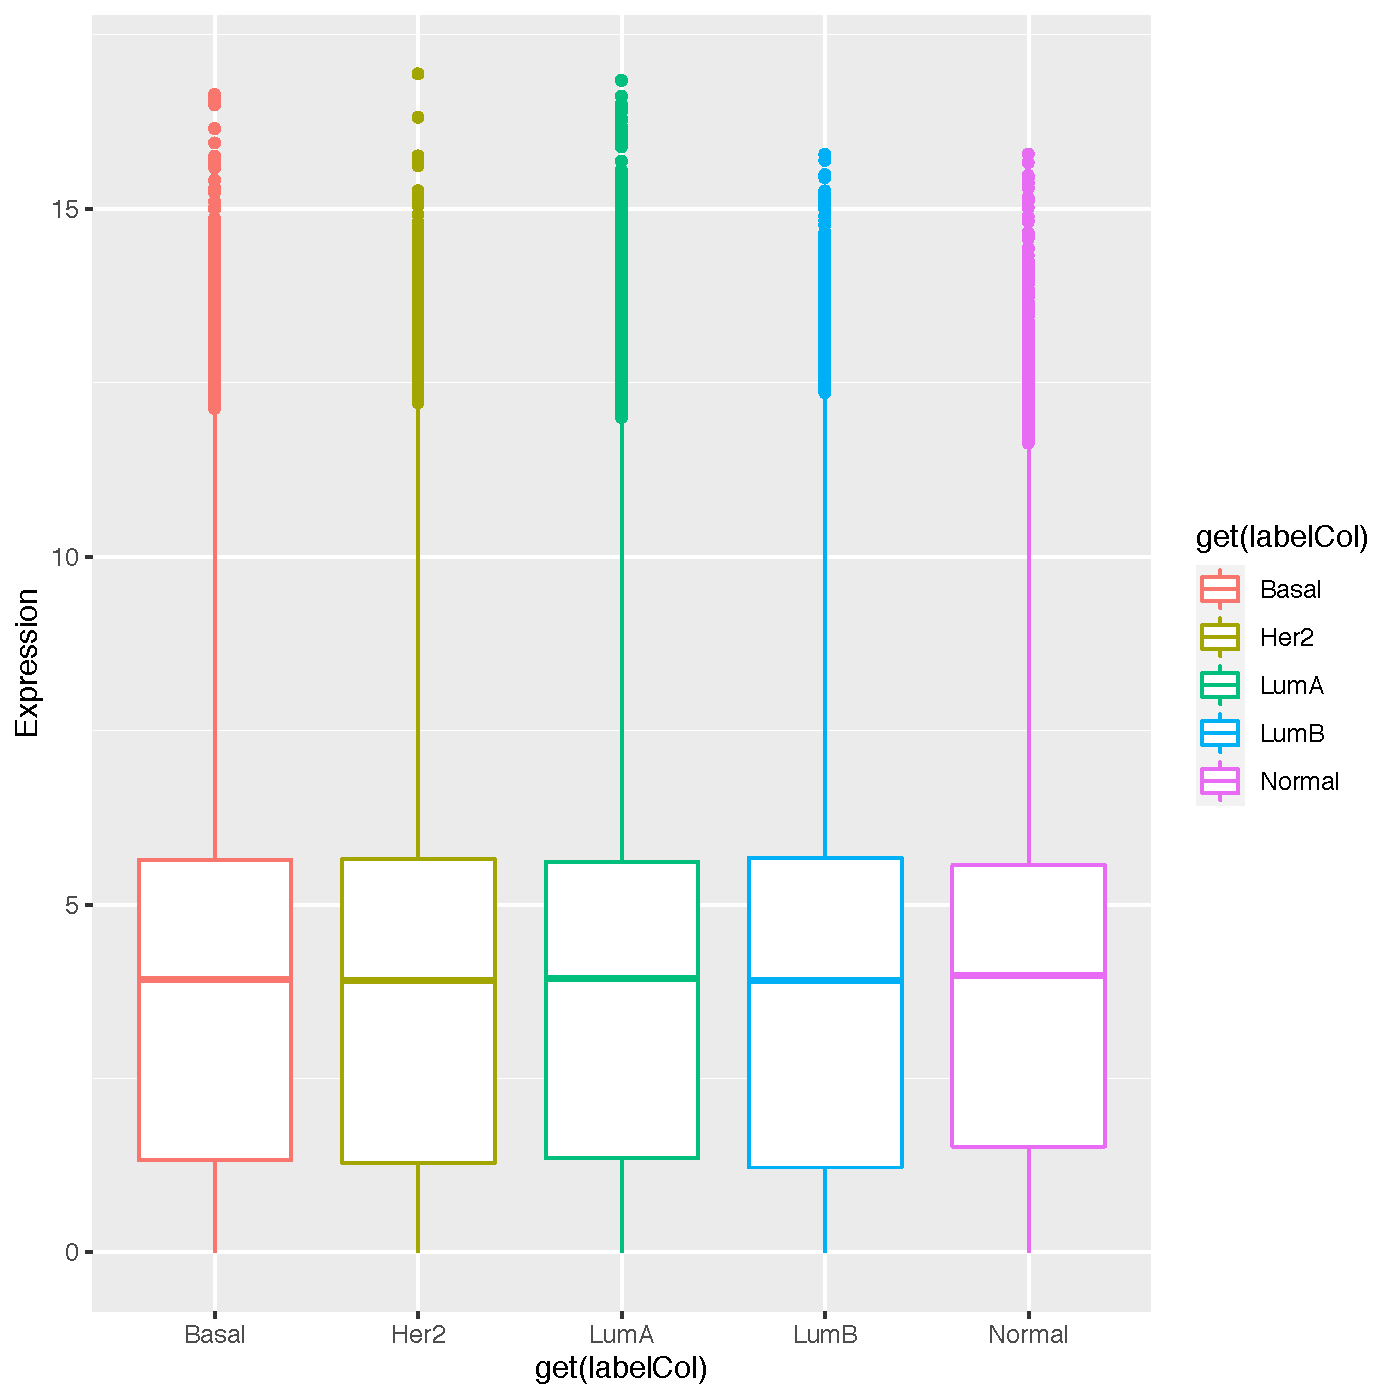 Expression
15
10
5
0
Basal
Her2
LumA
LumB
Normal
get(labelCol)
get(labelCol)
Basal
Her2
LumA
LumB
Normal